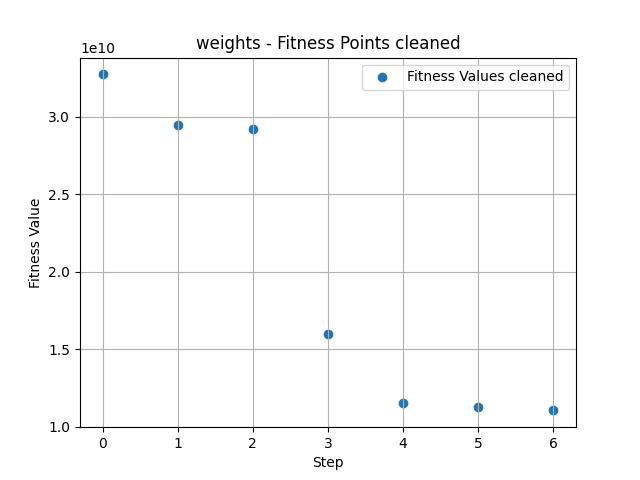 weights - Fitness Points cleaned
1e10
Fitness Values cleaned
3.0
2.5
2.0
1.5
1.0
Fitness Value
0 1 2 3 4 5 6
Step